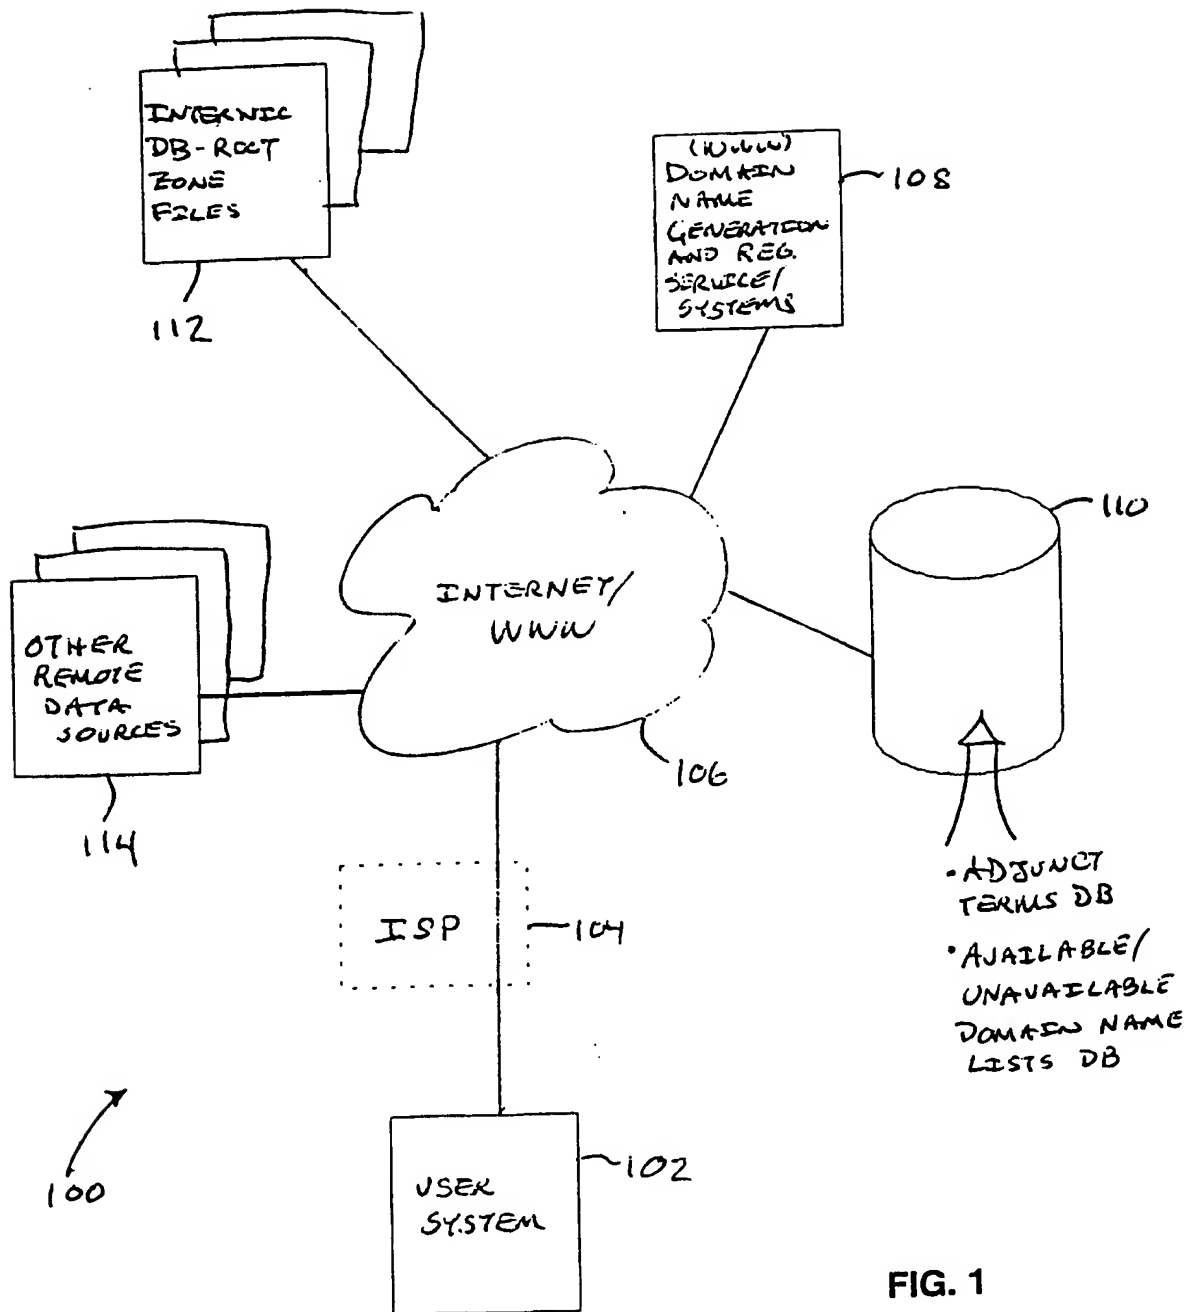 INTERNIC
DB-ROOT
ZONE
FILES
112
(WWW)
DOMAIN
NAME
GENERATION
AND REG.
SERVICE/
SYSTEMS
108
110
INTERNET/
WWW
106
OTHER
REMOTE
DATA
SOURCES
114
• ADJUNCT
TERMS DB
• AVAILABLE/
UNAVAILABLE
DOMAIN NAME
LISTS DB
ISP
104
100
USER
SYSTEM
102
FIG. 1